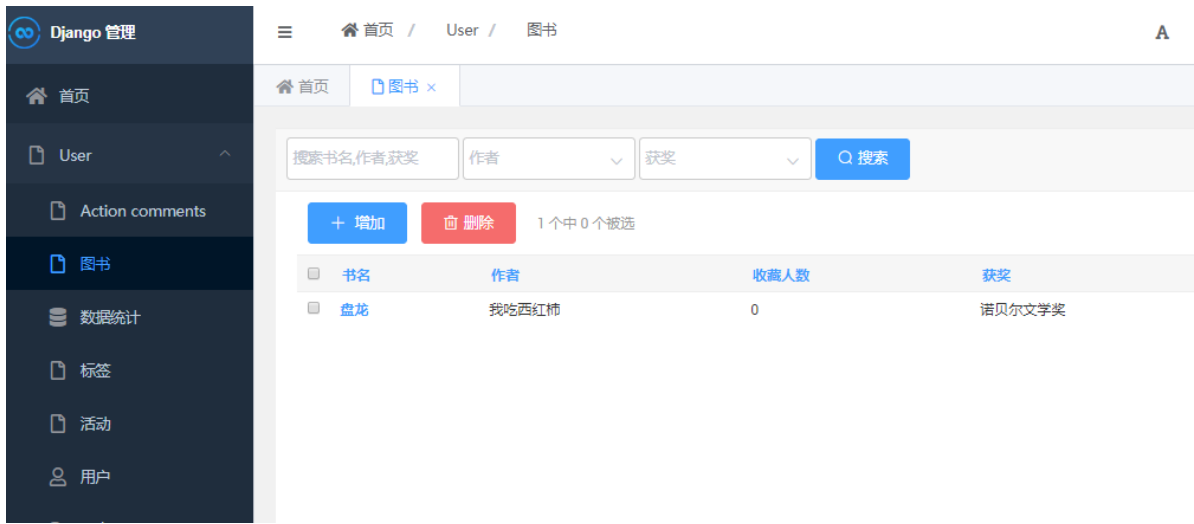 Django 管理
首页 / User / 图书
A
首页
图书 ×
首页
User
Action comments
图书
数据统计
标签
活动
用户
搜索书名,作者,获奖
作者
获奖
搜索
+ 增加
删除
1 个中 0 个被选
书名 作者 收藏人数 获奖
盘龙 我吃西红柿 0 诺贝尔文学奖